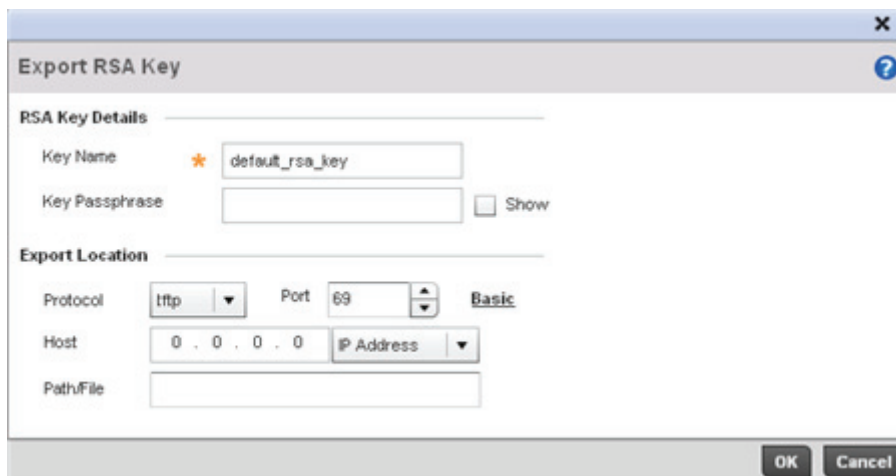 Export RSA Key
RSA Key Details
Key Name * default_rsa_key
Key Passphrase Show
Export Location
Protocol tftp Port 69 Basic
Host 0 . 0 . 0 . 0 IP Address
Path/File
OK Cancel